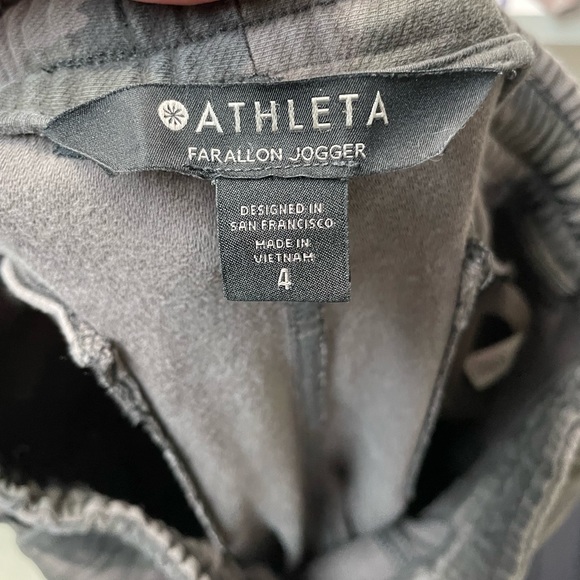 ATHLETA
FARALLON JOGGER
DESIGNED IN
SAN FRANCISCO
MADE IN
VIETNAM
4